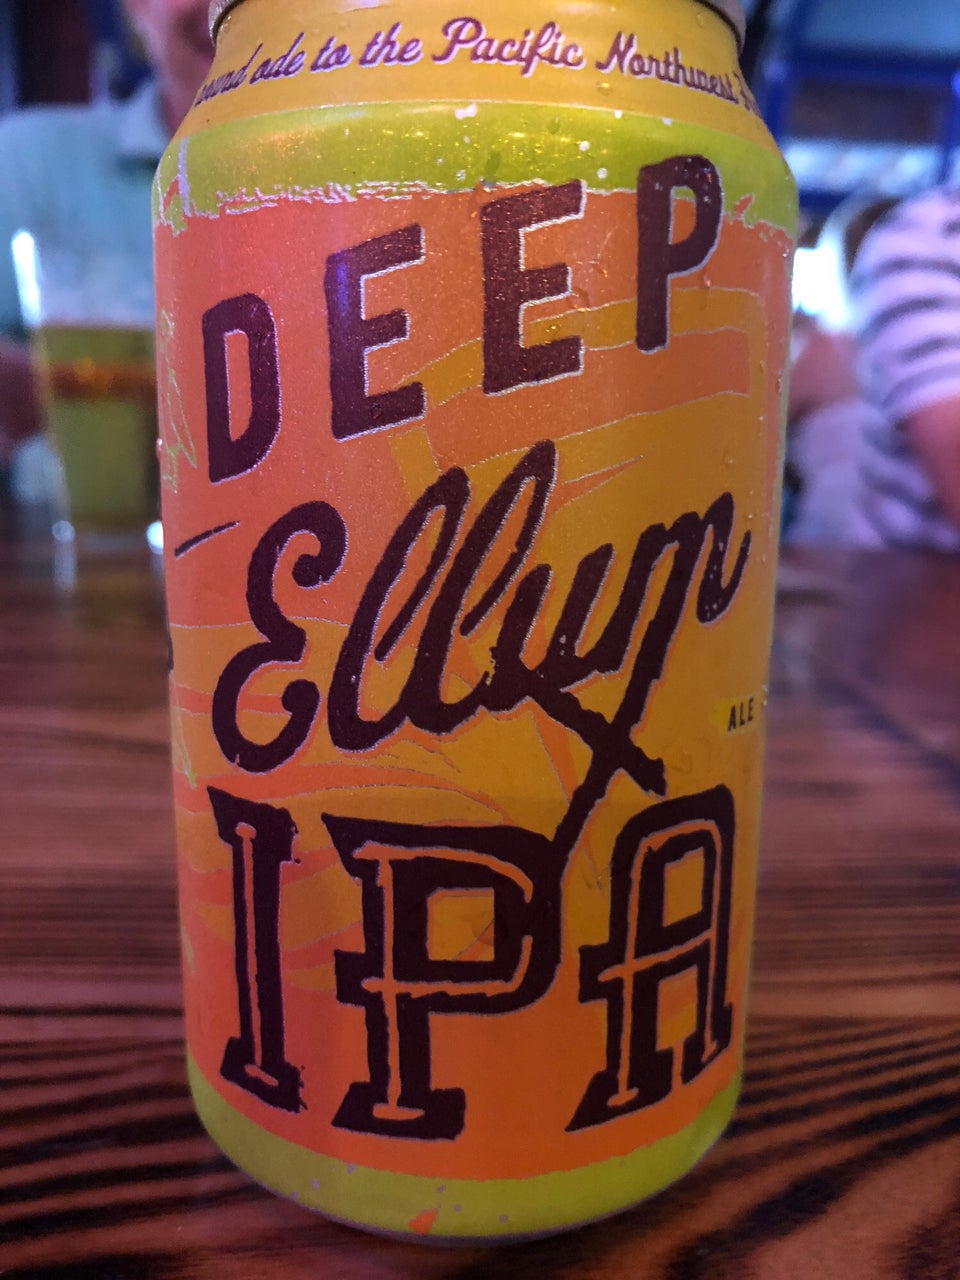 ode to the Pacific Northwest
DEEP
Ellum
IPA
ALE